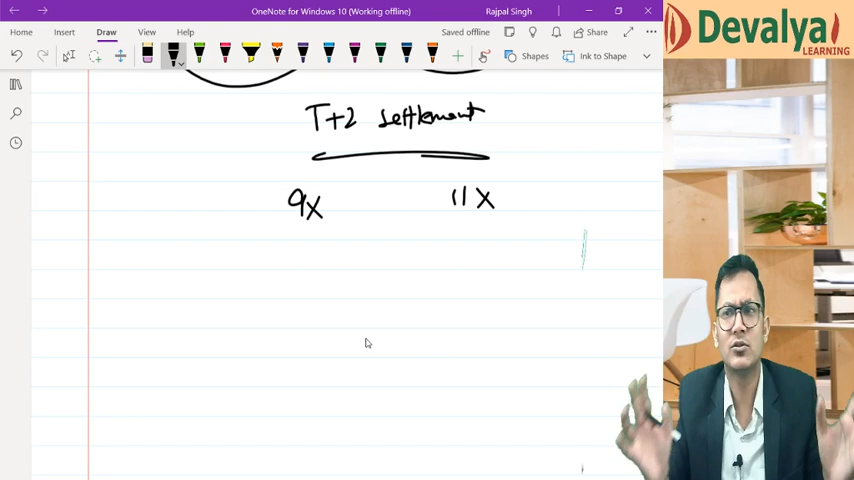 OneNote for Windows 10 (Working offline) Rajpal Singh
Home Insert Draw View Help Saved offline Share
Shapes Ink to Shape
T+2 settlement
9X 11X
Devalya
LEARNING